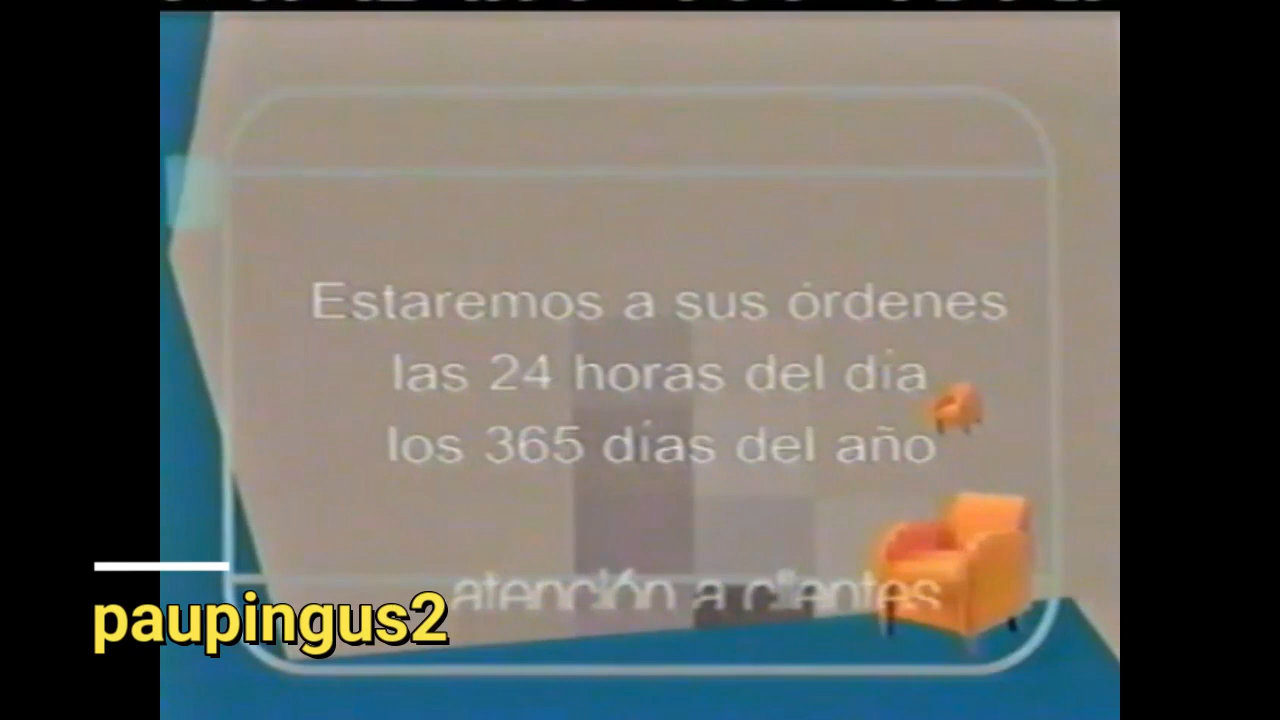 Estaremos a sus órdenes
las 24 horas del día
los 365 días del año
atención a clientes
paupingus2